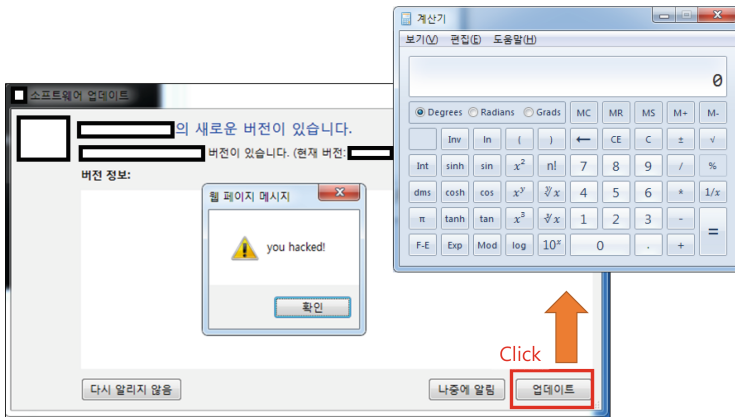 계산기
보기(V) 편집(E) 도움말(H)
0
Degrees Radians Grads MC MR MS M+ M-
Inv ln ( ) ← CE C ± √
Int sinh sin x² n! 7 8 9 / %
dms cosh cos xʸ ʸ√x 4 5 6 * 1/x
π tanh tan x³ ³√x 1 2 3 - =
F-E Exp Mod log 10ˣ 0 . +
소프트웨어 업데이트
의 새로운 버전이 있습니다.
버전이 있습니다. (현재 버전:
버전 정보:
웹 페이지 메시지
you hacked!
확인
Click
다시 알리지 않음 나중에 알림 업데이트